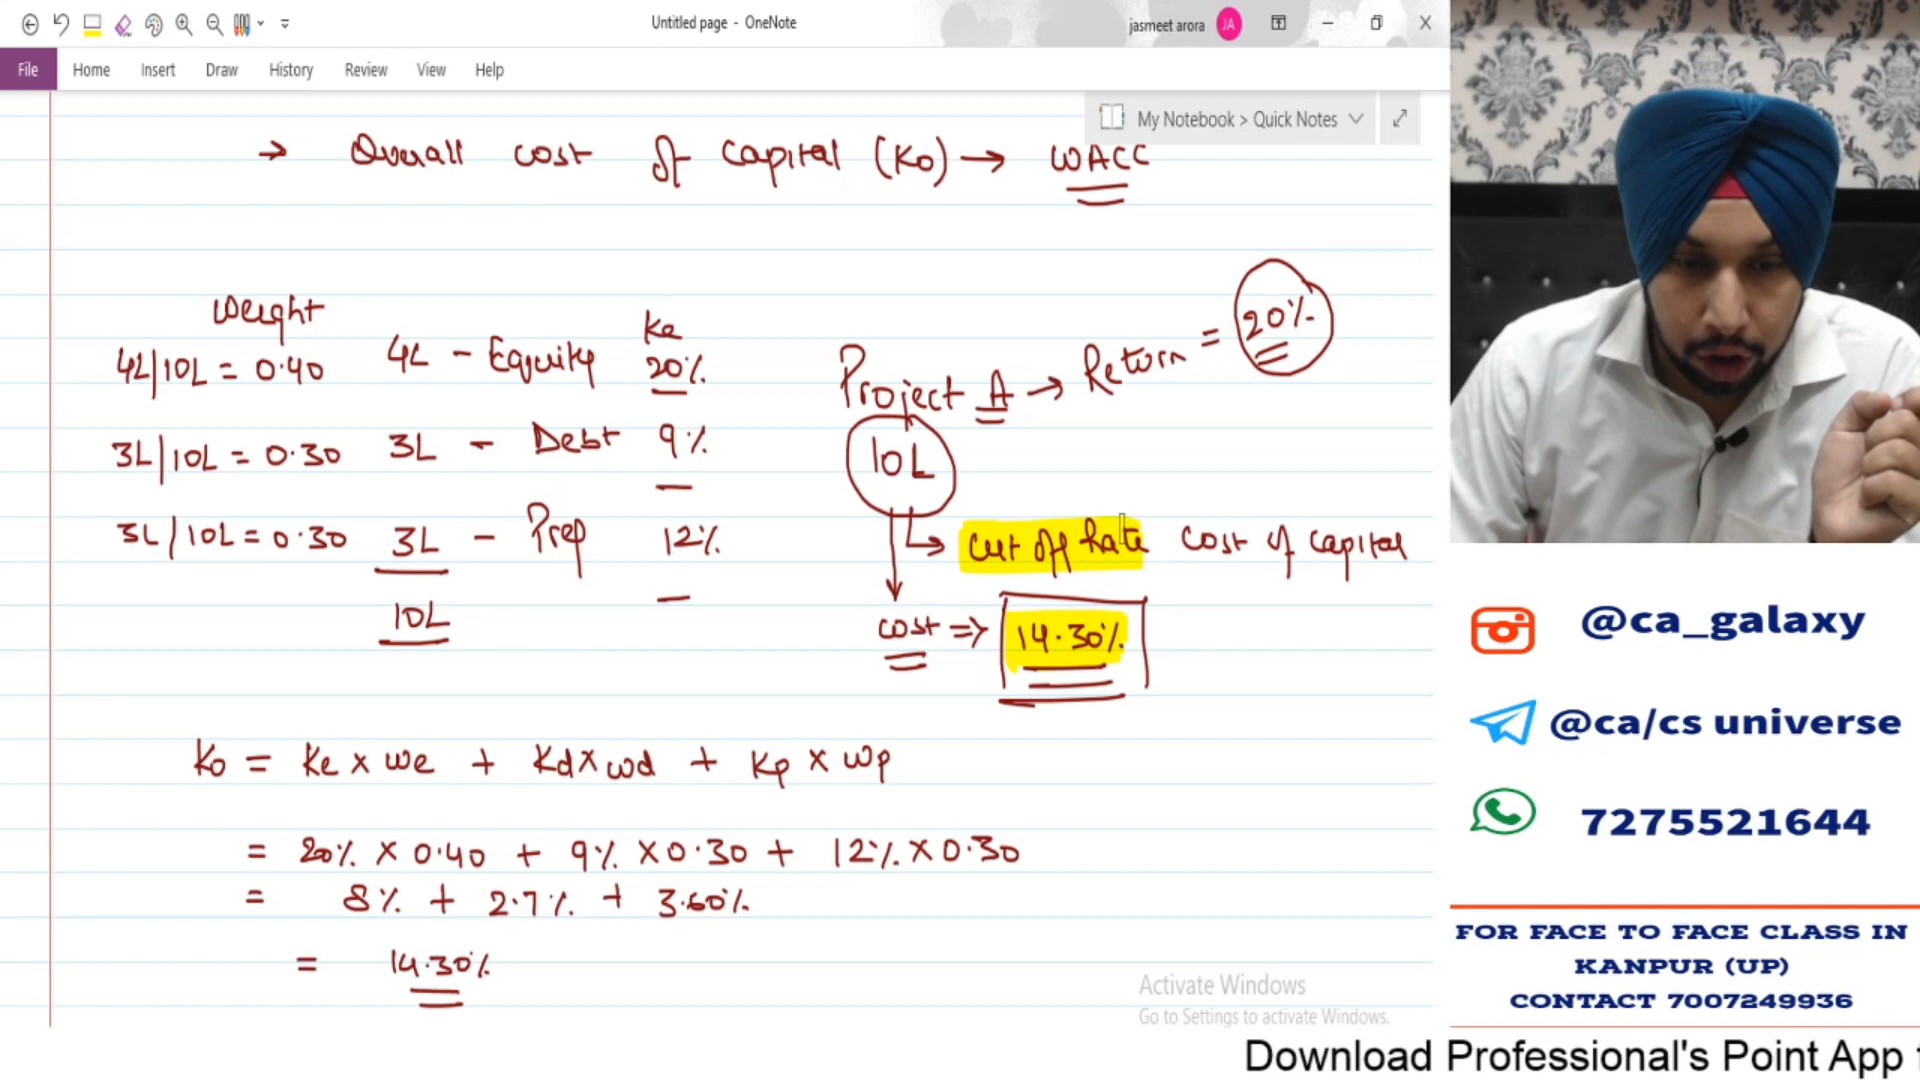 Untitled page - OneNote
jasmeet arora
JA
File Home Insert Draw History Review View Help
My Notebook > Quick Notes
→ Overall cost of capital (Ko) → WACC
Weight
4L/10L = 0.40 4L - Equity Ke 20%
3L/10L = 0.30 3L - Debt 9%
3L/10L = 0.30 3L - Pref 12%
10L
Project A → Return = 20%
10L
Cut off Rate Cost of capital
Cost ⇒ 14.30%
Ko = Ke x we + Kd x wd + Kp x wp
= 20% x 0.40 + 9% x 0.30 + 12% x 0.30
= 8% + 2.7% + 3.60%
= 14.30%
Activate Windows
Go to Settings to activate Windows.
@ca_galaxy
@ca/cs universe
7275521644
FOR FACE TO FACE CLASS IN
KANPUR (UP)
CONTACT 7007249936
Download Professional's Point App